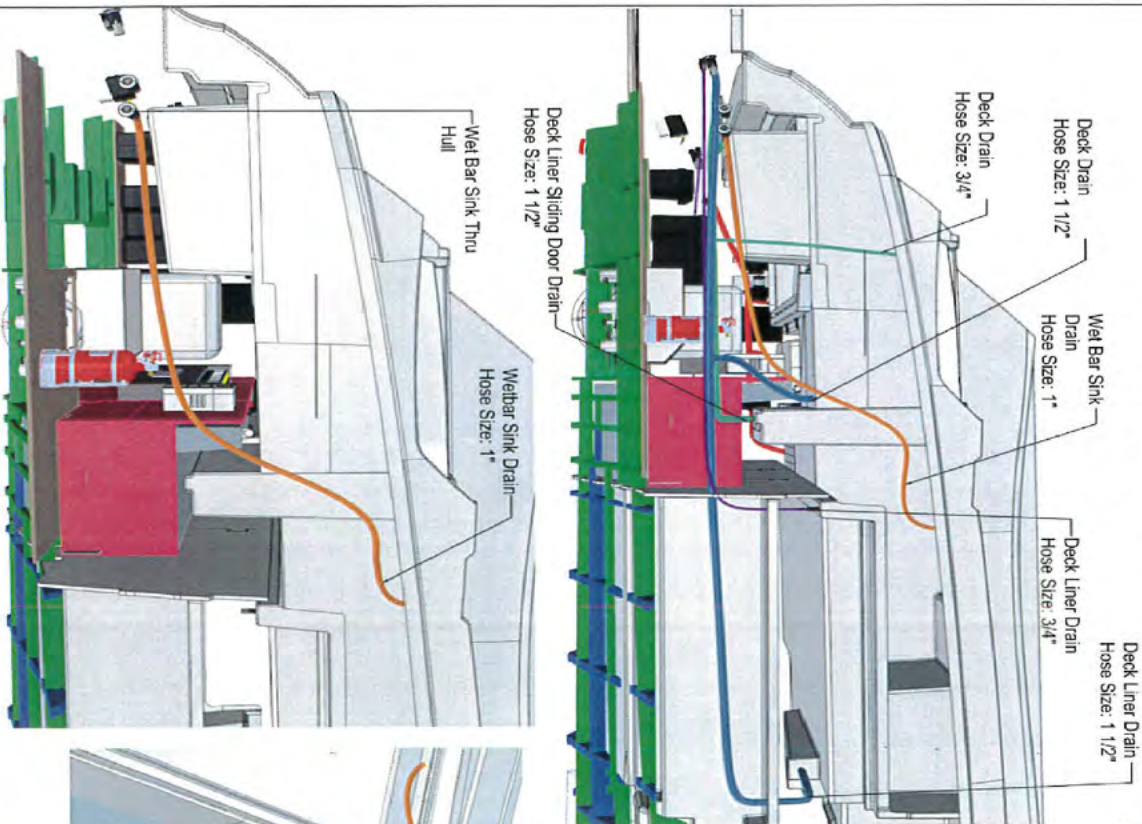 Deck Drain
Hose Size: 3/4"
Deck Drain
Hose Size: 1 1/2"
Wet Bar Sink
Drain
Hose Size: 1"
Deck Liner Drain
Hose Size: 3/4"
Deck Liner Drain
Hose Size: 1 1/2"
Deck Liner Sliding Door Drain
Hose Size: 1 1/2"
Wet Bar Sink Thru
Hull
Wetbar Sink Drain
Hose Size: 1"